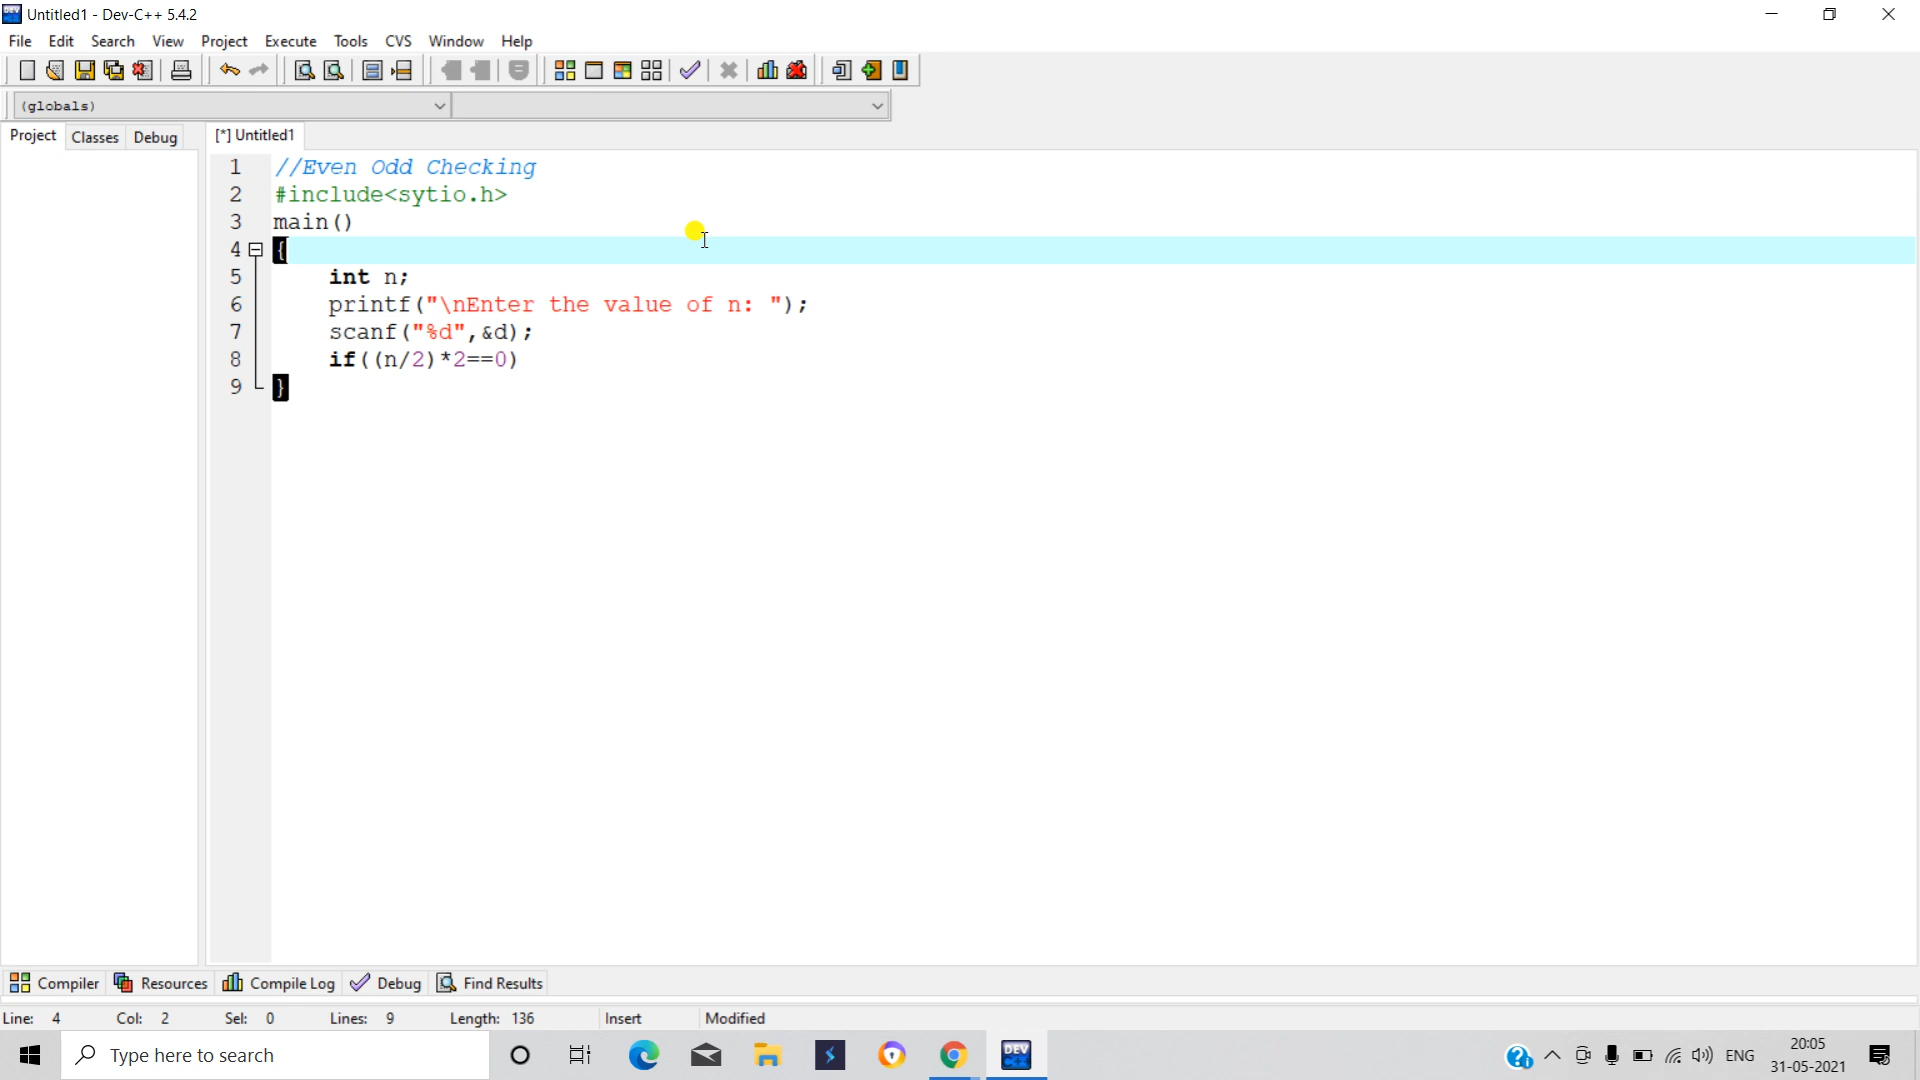 Untitled1 - Dev-C++ 5.4.2
File Edit Search View Project Execute Tools CVS Window Help
(globals)
Project Classes Debug [*] Untitled1
1 //Even Odd Checking
2 #include<sytio.h>
3 main()
4 {
5 int n;
6 printf("\nEnter the value of n: ");
7 scanf("%d",&d);
8 if((n/2)*2==0)
9 }
Compiler Resources Compile Log Debug Find Results
Line: 4 Col: 2 Sel: 0 Lines: 9 Length: 136 Insert Modified
Type here to search
DEV
ENG
20:05
31-05-2021